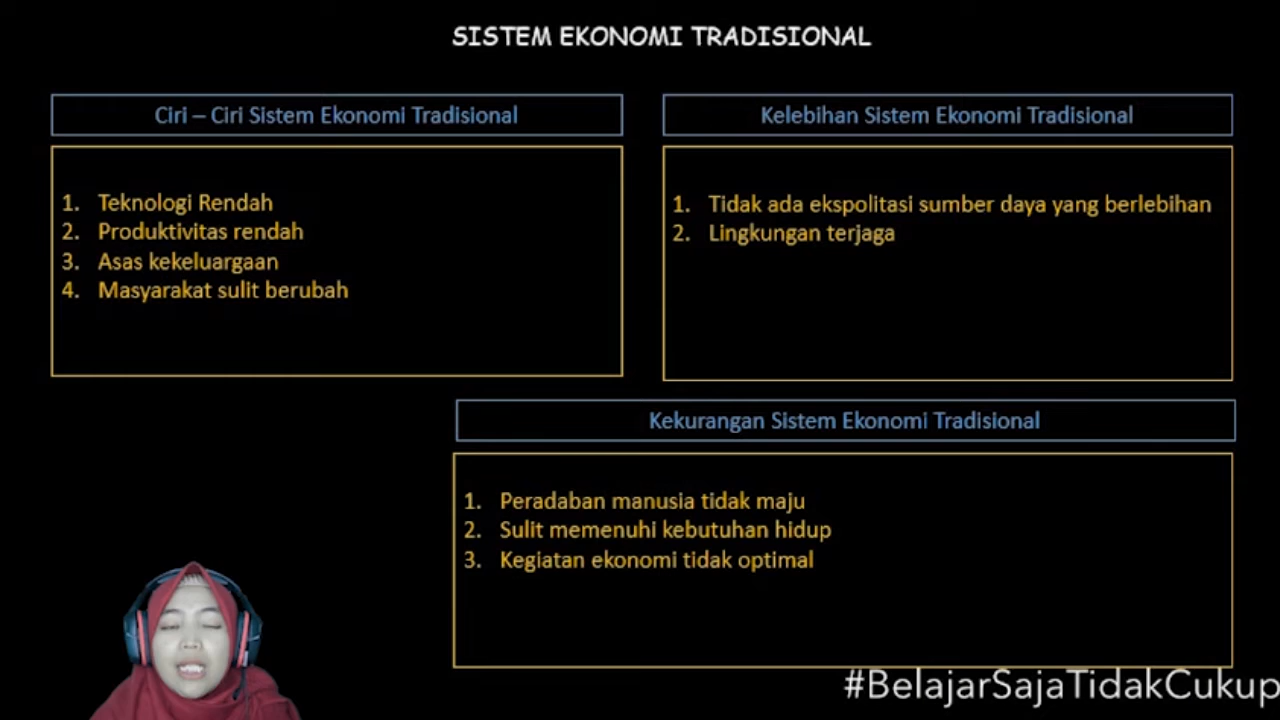 SISTEM EKONOMI TRADISIONAL
Ciri – Ciri Sistem Ekonomi Tradisional
1. Teknologi Rendah
2. Produktivitas rendah
3. Asas kekeluargaan
4. Masyarakat sulit berubah
Kelebihan Sistem Ekonomi Tradisional
1. Tidak ada ekspolitasi sumber daya yang berlebihan
2. Lingkungan terjaga
Kekurangan Sistem Ekonomi Tradisional
1. Peradaban manusia tidak maju
2. Sulit memenuhi kebutuhan hidup
3. Kegiatan ekonomi tidak optimal
#BelajarSajaTidakCukup